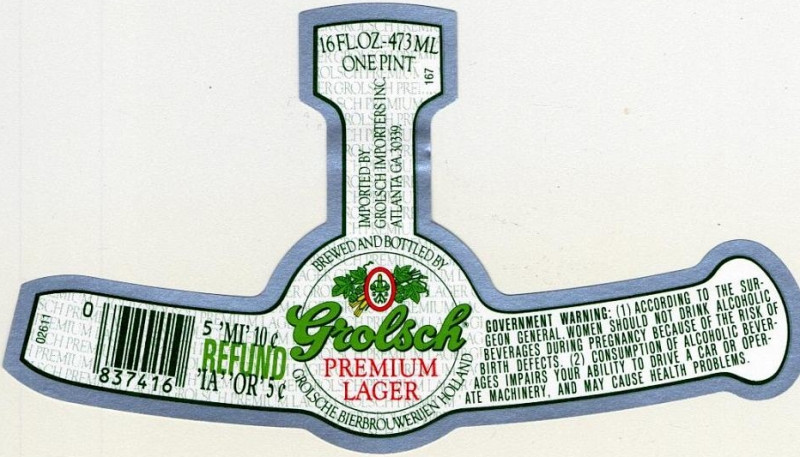 16 FL.OZ.-473 ML
ONE PINT
167
IMPORTED BY
GROLSCH IMPORTERS INC.
ATLANTA GA. 30339.
BREWED AND BOTTLED BY
Grolsch
PREMIUM
LAGER
GROLSCHE BIERBROUWERIJEN HOLLAND
02611
0
837416
5 'MI' 10¢
REFUND
'IA' 'OR' 5¢
GOVERNMENT WARNING: (1) ACCORDING TO THE SUR-
GEON GENERAL, WOMEN SHOULD NOT DRINK ALCOHOLIC
BEVERAGES DURING PREGNANCY BECAUSE OF THE RISK OF
BIRTH DEFECTS. (2) CONSUMPTION OF ALCOHOLIC BEVER-
AGES IMPAIRS YOUR ABILITY TO DRIVE A CAR OR OPER-
ATE MACHINERY, AND MAY CAUSE HEALTH PROBLEMS.